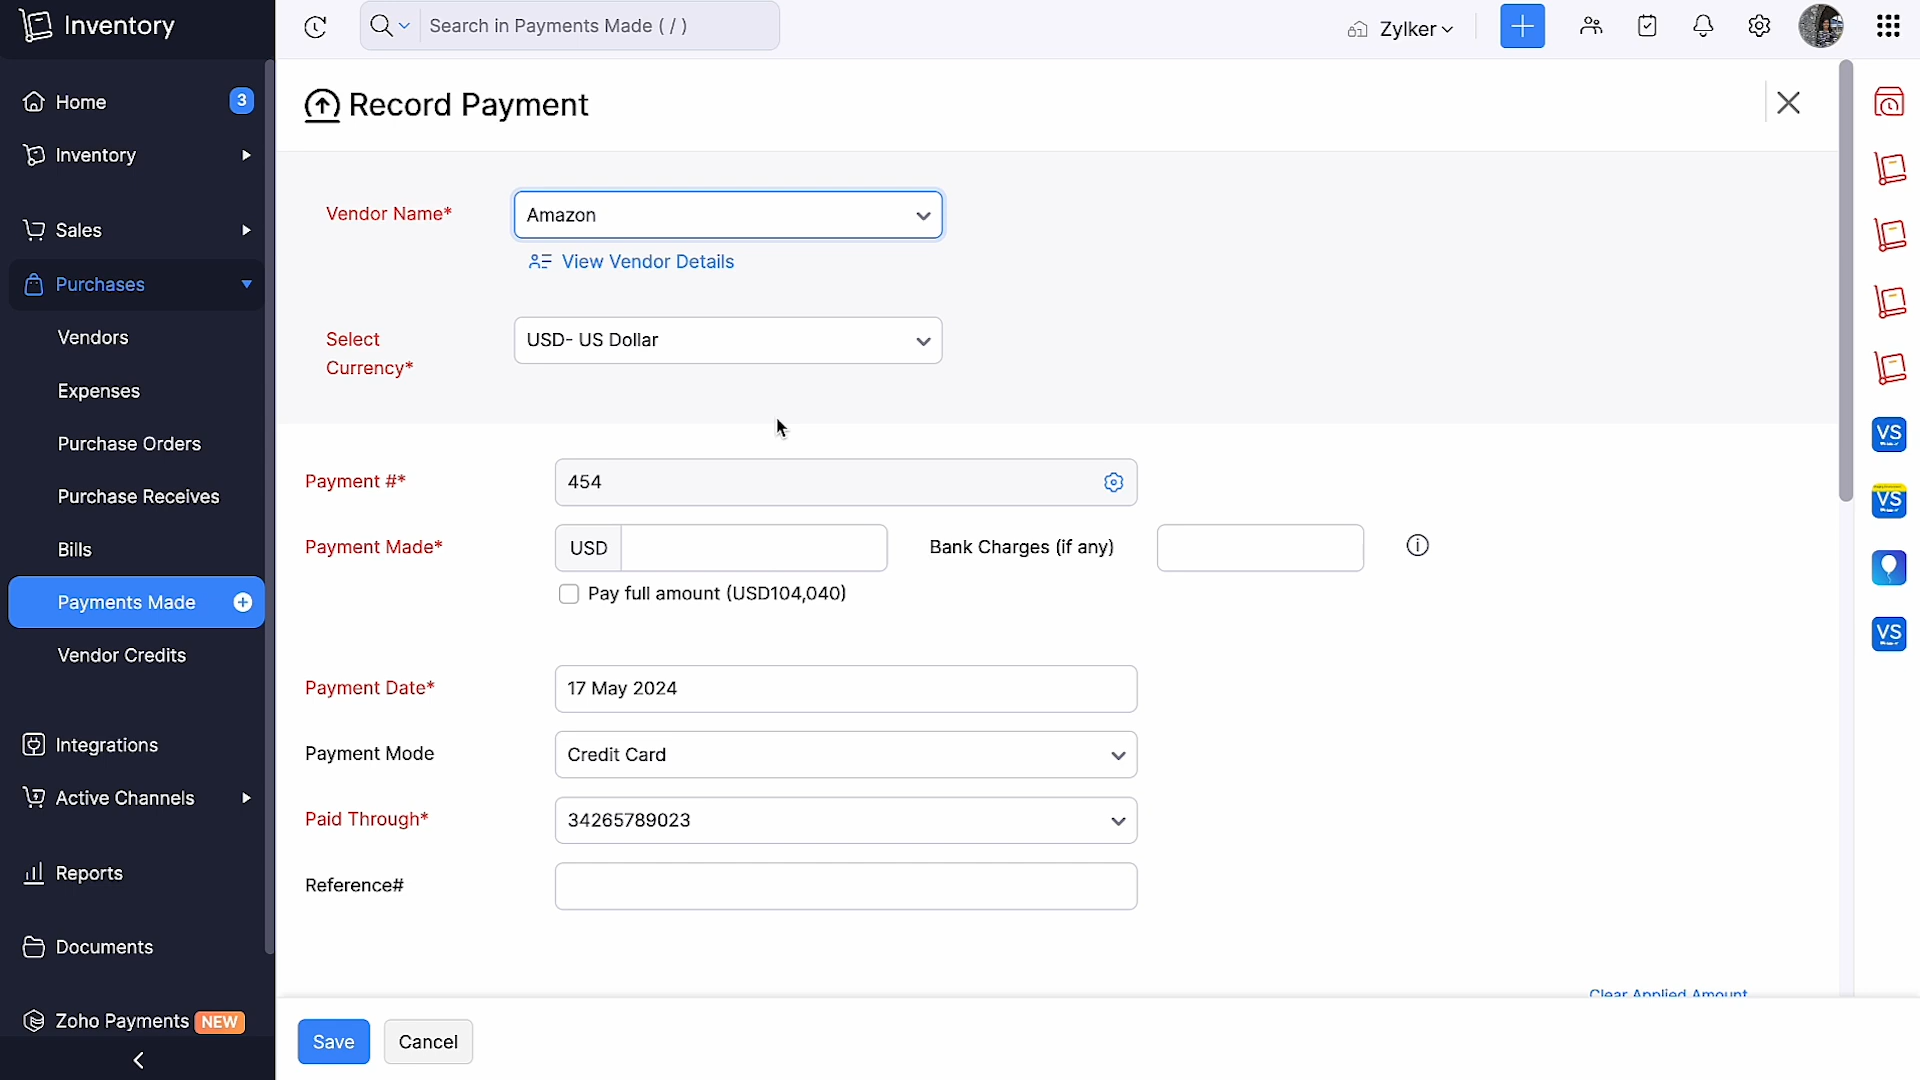 Inventory
Search in Payments Made ( / )
Zylker
Home
3
Inventory
Sales
Purchases
Vendors
Expenses
Purchase Orders
Purchase Receives
Bills
Payments Made
Vendor Credits
Integrations
Active Channels
Reports
Documents
Zoho Payments NEW
Record Payment
Vendor Name*
Amazon
View Vendor Details
Select
Currency*
USD- US Dollar
Payment #*
454
Payment Made*
USD
Bank Charges (if any)
Pay full amount (USD104,040)
Payment Date*
17 May 2024
Payment Mode
Credit Card
Paid Through*
34265789023
Reference#
Clear Applied Amount
Save
Cancel
VS
VS
VS